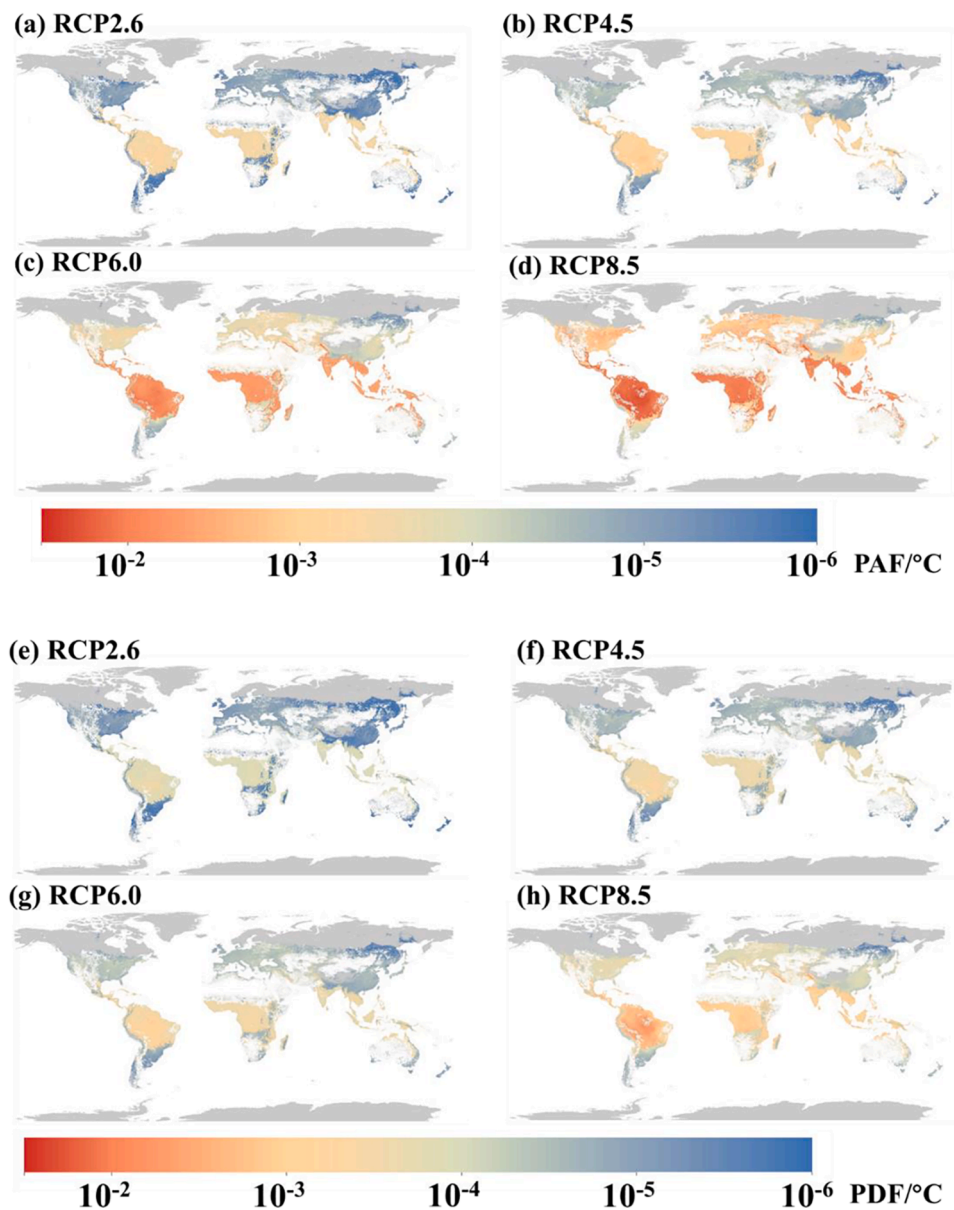 (a) RCP2.6 (b) RCP4.5
(c) RCP6.0 (d) RCP8.5
10-2 10-3 10-4 10-5 10-6 PAF/°C
(e) RCP2.6 (f) RCP4.5
(g) RCP6.0 (h) RCP8.5
10-2 10-3 10-4 10-5 10-6 PDF/°C